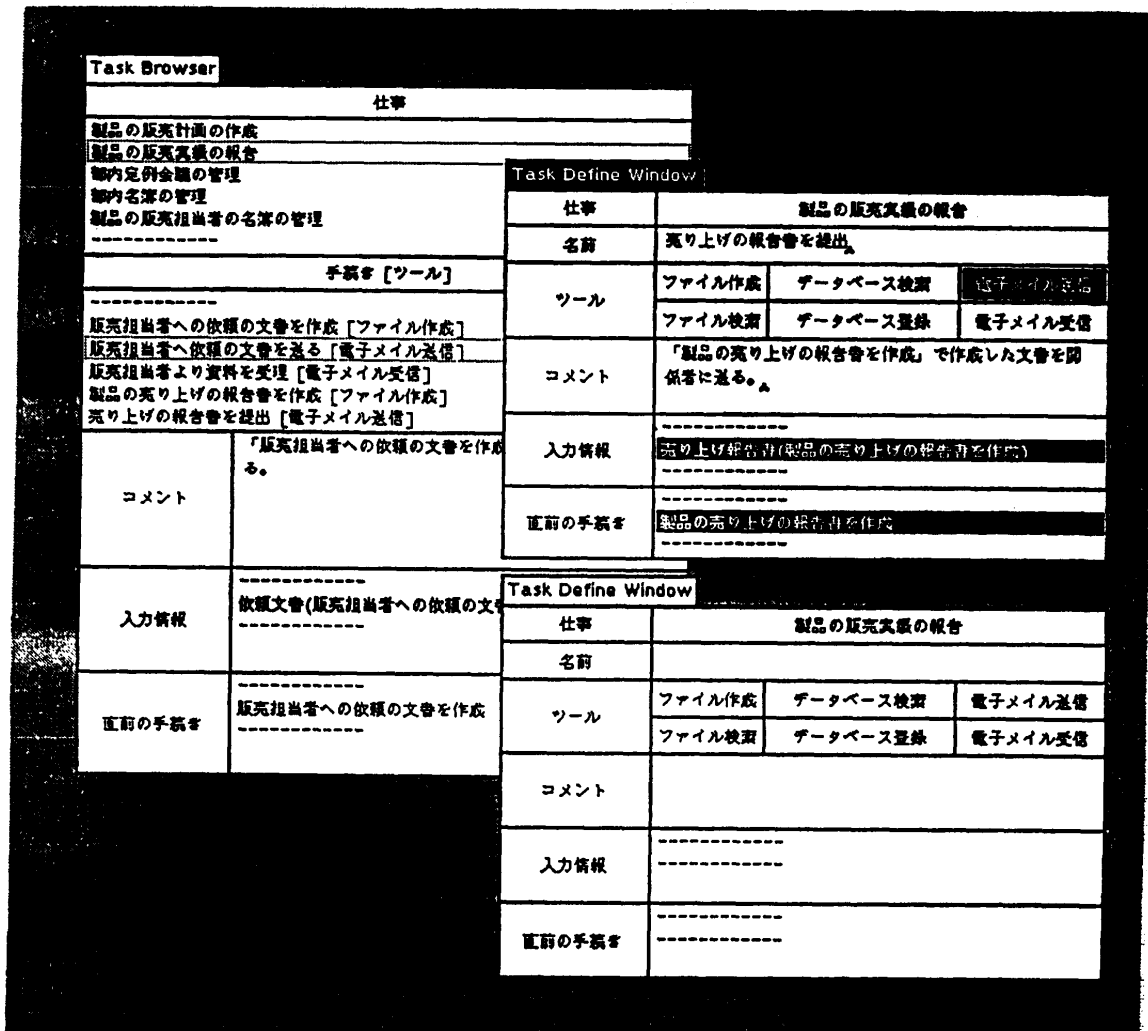 Task Browser
仕事
製品の販売計画の作成
製品の販売実績の報告
部内定例会議の管理
部内名簿の管理
製品の販売担当者の名簿の管理
------------
手続き [ツール]
------------
販売担当者への依頼の文書を作成 [ファイル作成]
販売担当者へ依頼の文書を送る [電子メイル送信]
販売担当者より資料を受理 [電子メイル受信]
製品の売り上げの報告書を作成 [ファイル作成]
売り上げの報告書を提出 [電子メイル送信]
コメント
「販売担当者への依頼の文書を作成
る。
入力情報
------------
依頼文書(販売担当者への依頼の文書
------------
直前の手続き
------------
販売担当者への依頼の文書を作成
------------
Task Define Window
仕事 製品の販売実績の報告
名前 売り上げの報告書を提出
ツール
ファイル作成 データベース検索 電子メイル送信
ファイル検索 データベース登録 電子メイル受信
コメント
「製品の売り上げの報告書を作成」で作成した文書を関
係者に送る。
入力情報
------------
売り上げ報告書(製品の売り上げの報告書を作成)
------------
直前の手続き
------------
製品の売り上げの報告書を作成
------------
Task Define Window
仕事 製品の販売実績の報告
名前
ツール
ファイル作成 データベース検索 電子メイル送信
ファイル検索 データベース登録 電子メイル受信
コメント
入力情報
------------
------------
直前の手続き
------------
------------